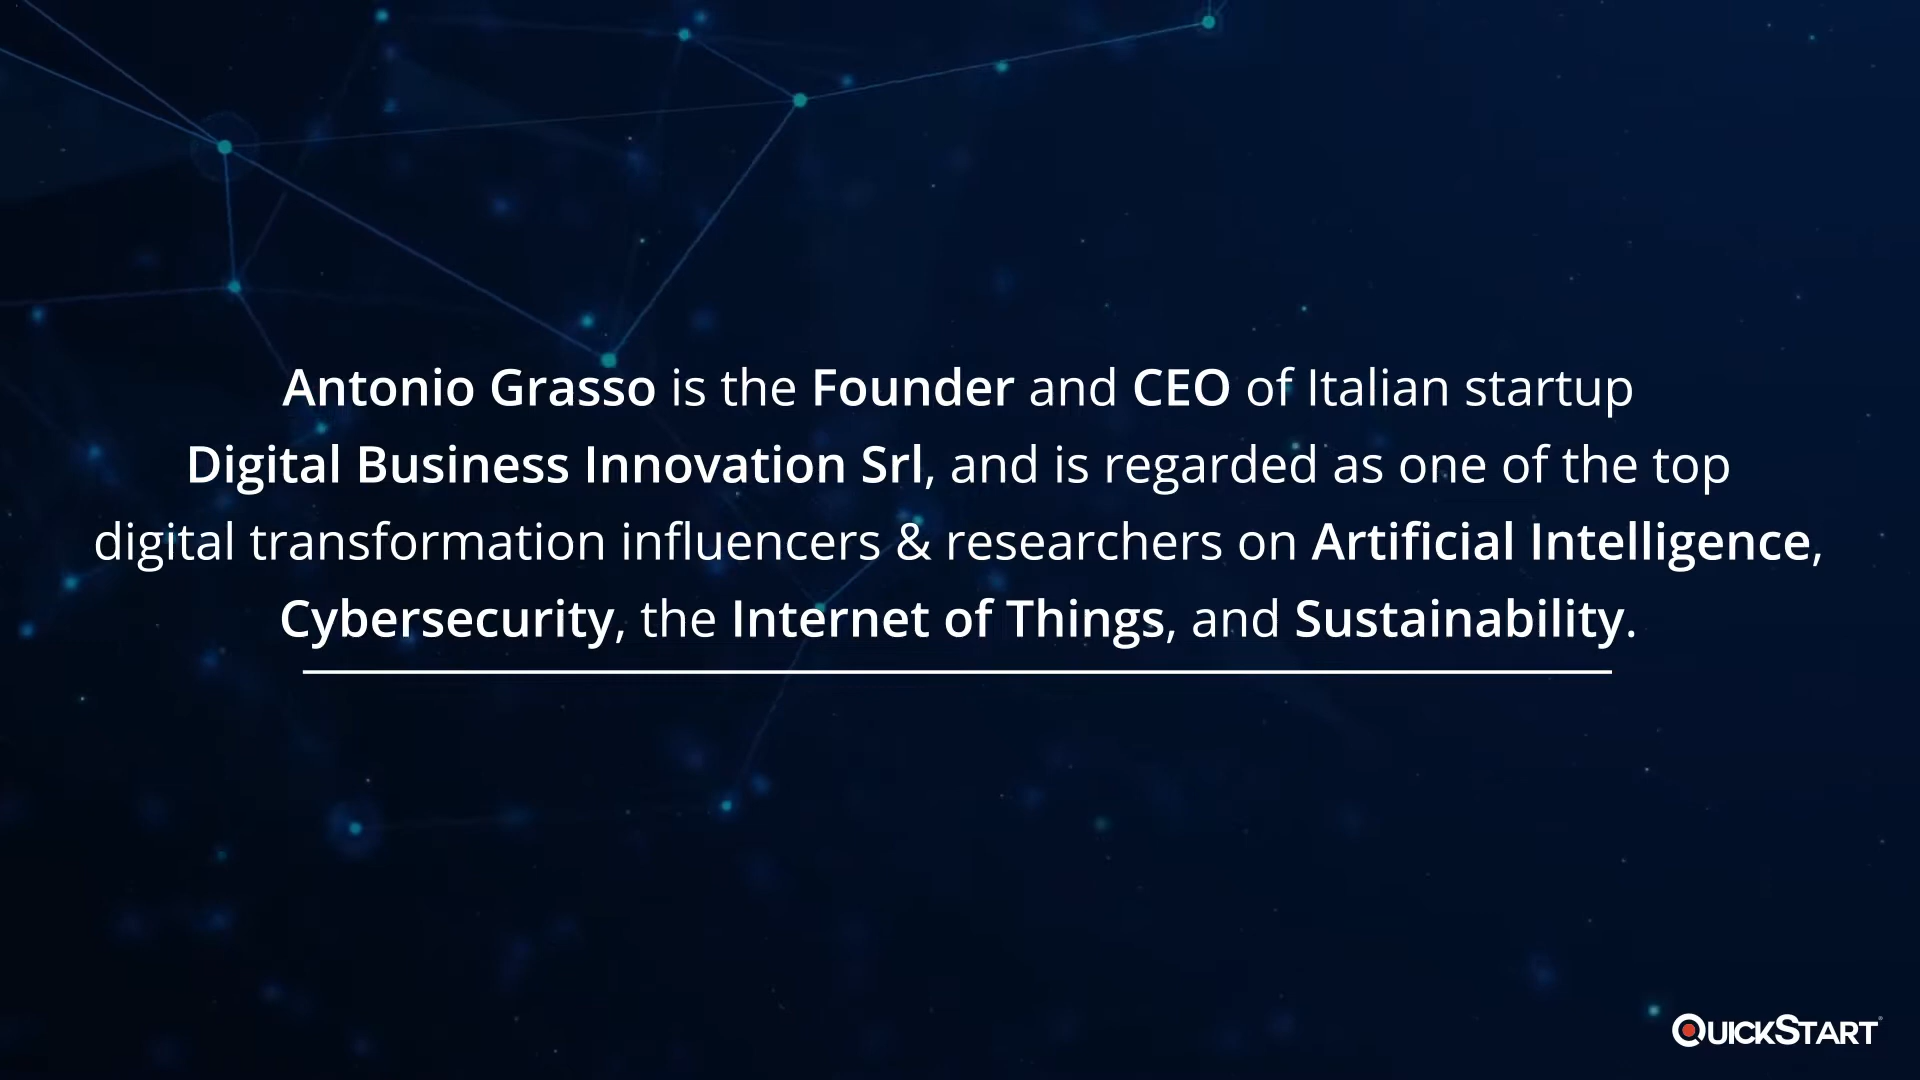 Antonio Grasso is the Founder and CEO of Italian startup
Digital Business Innovation Srl, and is regarded as one of the top
digital transformation influencers & researchers on Artificial Intelligence,
Cybersecurity, the Internet of Things, and Sustainability.
QUICKSTART